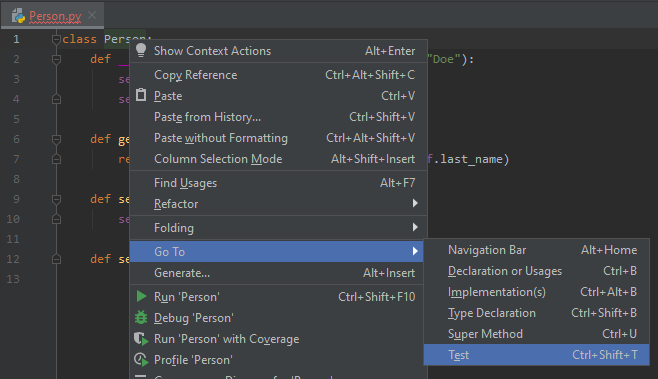 Person.py
1 class Person:
2 def "Doe"):
3 se
4 se
5
6 def ge
7 re f.last_name)
8
9 def se
10 se
11
12 def se
13
Show Context Actions Alt+Enter
Copy Reference Ctrl+Alt+Shift+C
Paste Ctrl+V
Paste from History... Ctrl+Shift+V
Paste without Formatting Ctrl+Alt+Shift+V
Column Selection Mode Alt+Shift+Insert
Find Usages Alt+F7
Refactor
Folding
Go To
Generate... Alt+Insert
Run 'Person' Ctrl+Shift+F10
Debug 'Person'
Run 'Person' with Coverage
Profile 'Person'
Navigation Bar Alt+Home
Declaration or Usages Ctrl+B
Implementation(s) Ctrl+Alt+B
Type Declaration Ctrl+Shift+B
Super Method Ctrl+U
Test Ctrl+Shift+T